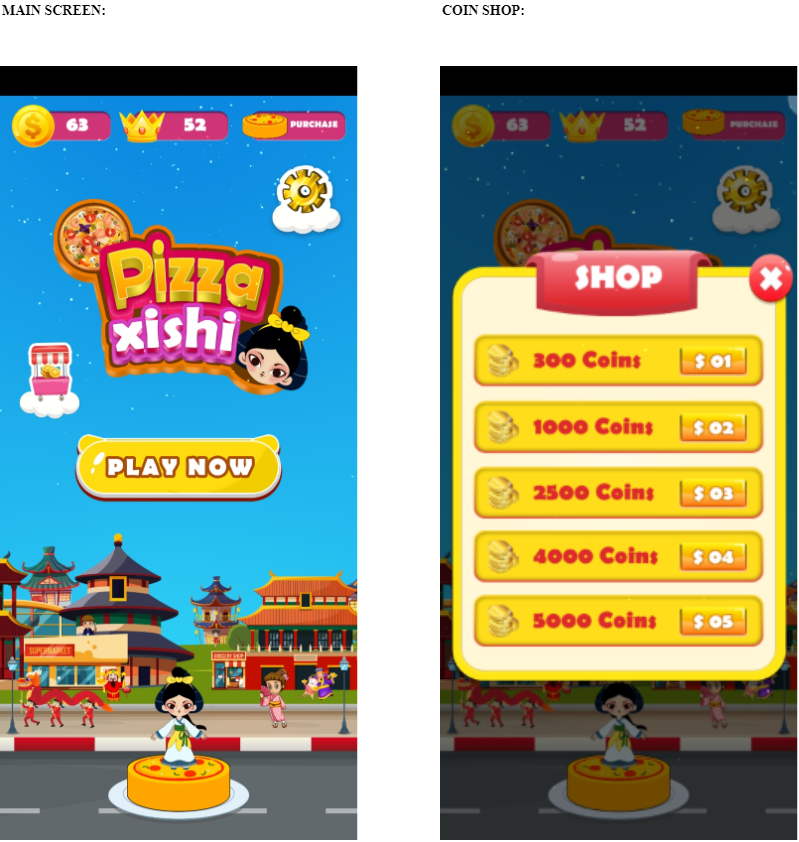 MAIN SCREEN:
COIN SHOP:
63
52
PURCHASE
Pizza
xishi
PLAY NOW
SUPERMARKET
GROCERY SHOP
63
52
PURCHASE
SHOP
300 Coins
$ 01
1000 Coins
$ 02
2500 Coins
$ 03
4000 Coins
$ 04
5000 Coins
$ 05